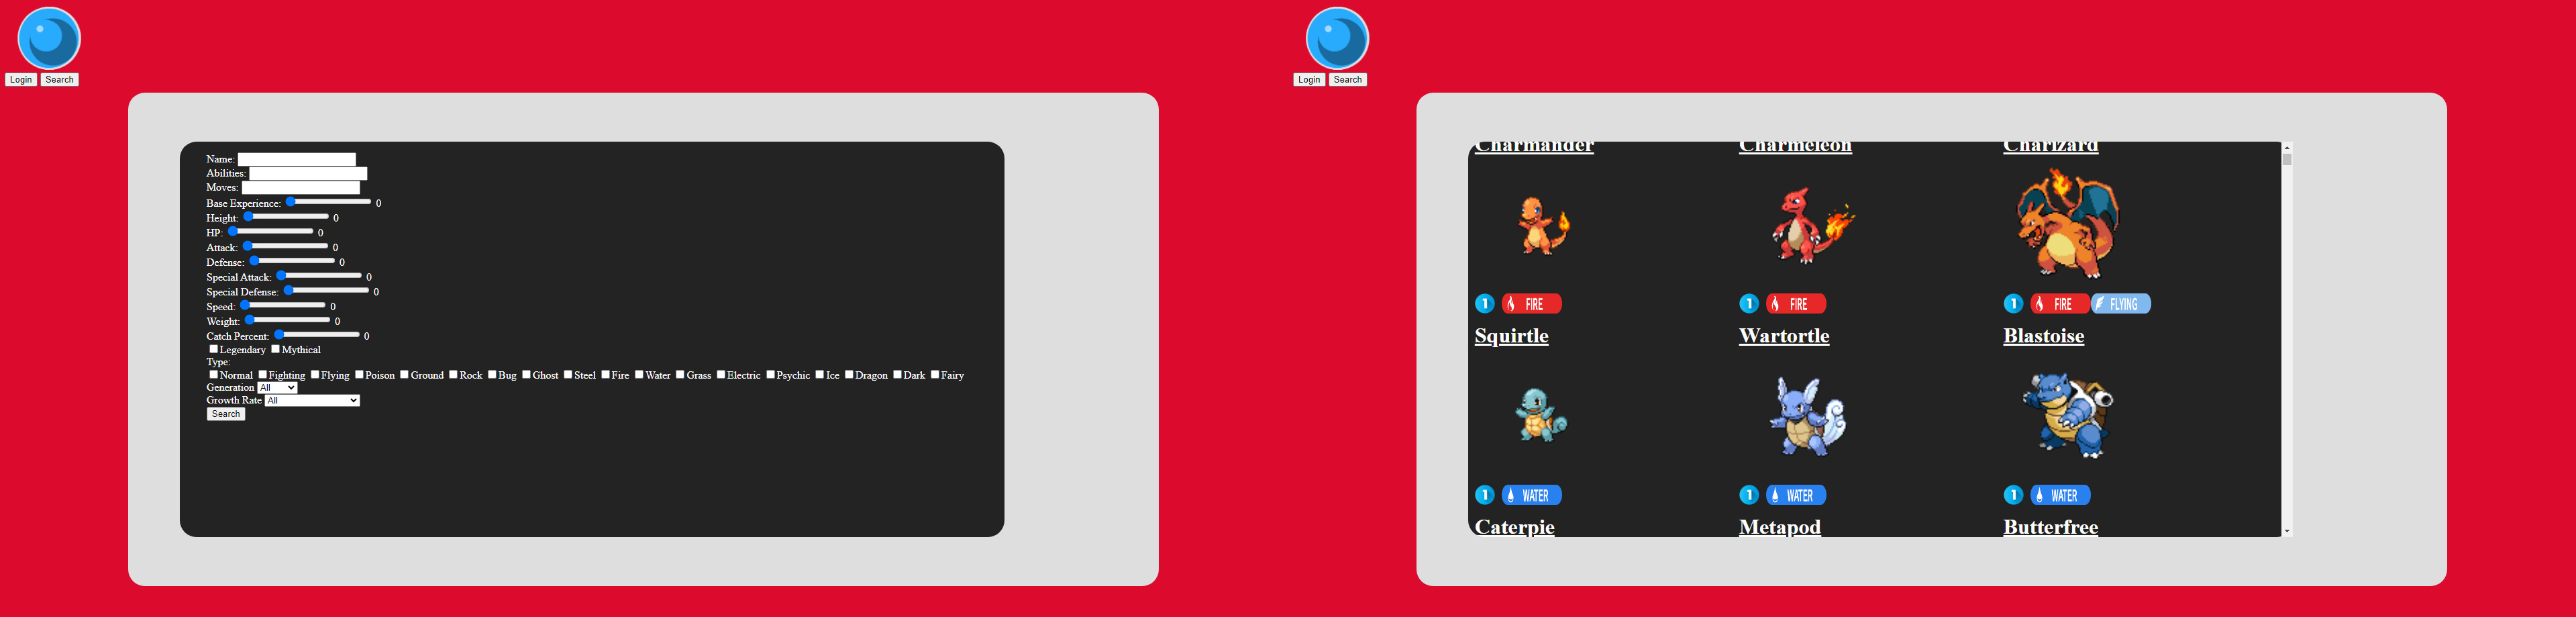 Login Search
Name:
Abilities:
Moves:
Base Experience: 0
Height: 0
HP: 0
Attack: 0
Defense: 0
Special Attack: 0
Special Defense: 0
Speed: 0
Weight: 0
Catch Percent: 0
Legendary Mythical
Type:
Normal Fighting Flying Poison Ground Rock Bug Ghost Steel Fire Water Grass Electric Psychic Ice Dragon Dark Fairy
Generation All
Growth Rate All
Search
Login Search
Charmander Charmeleon Charizard
1 FIRE 1 FIRE 1 FIRE FLYING
Squirtle Wartortle Blastoise
1 WATER 1 WATER 1 WATER
Caterpie Metapod Butterfree